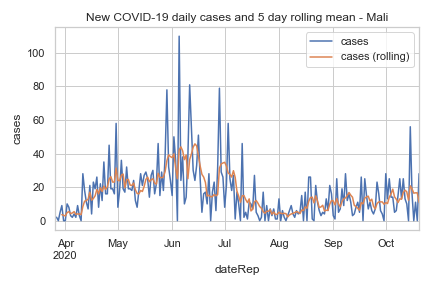 New COVID-19 daily cases and 5 day rolling mean - Mali
cases
cases (rolling)
cases
100
80
60
40
20
0
Apr May Jun Jul Aug Sep Oct
2020
dateRep